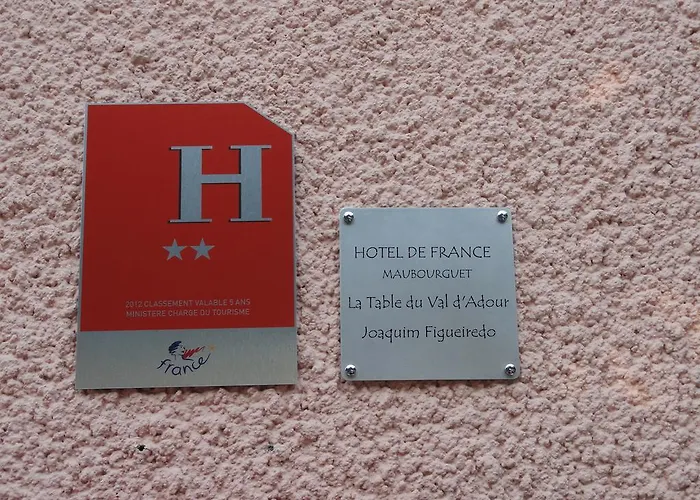 H
2012 CLASSEMENT VALABLE 5 ANS
MINISTERE CHARGE DU TOURISME
france
HOTEL DE FRANCE
MAUBOURGUET
La Table du Val d'Adour
Joaquim Figueiredo